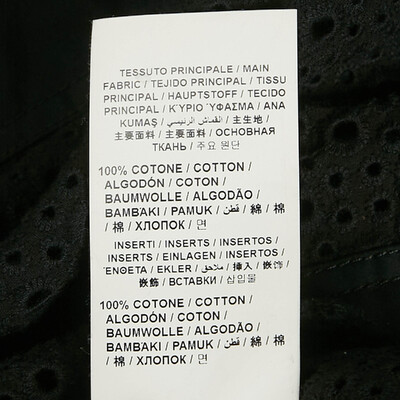 TESSUTO PRINCIPALE / MAIN
FABRIC / TEJIDO PRINCIPAL / TISSU
PRINCIPAL / HAUPTSTOFF / TECIDO
PRINCIPAL / ΚΎΡΙΟ ΎΦΑΣΜΑ / ANA
KUMAŞ / القماش الرئيسي / 主生地 /
主要面料 / 主要面料 / ОСНОВНАЯ
ТКАНЬ / 주요 원단
100% COTONE / COTTON /
ALGODÓN / COTON /
BAUMWOLLE / ALGODÃO /
ΒΑΜΒΆΚΙ / PAMUK / قطن / 綿 / 棉
/ 棉 / ХЛОПОК / 면
INSERTI / INSERTS / INSERTOS /
INSERTS / EINLAGEN / INSERTOS /
ΈΝΘΕΤΑ / EKLER / ملاحق / 挿入 / 嵌饰 /
嵌飾 / ВСТАВКИ / 삽입물
100% COTONE / COTTON /
ALGODÓN / COTON /
BAUMWOLLE / ALGODÃO /
ΒΑΜΒΆΚΙ / PAMUK / قطن / 綿 / 棉
/ 棉 / ХЛОПОК / 면